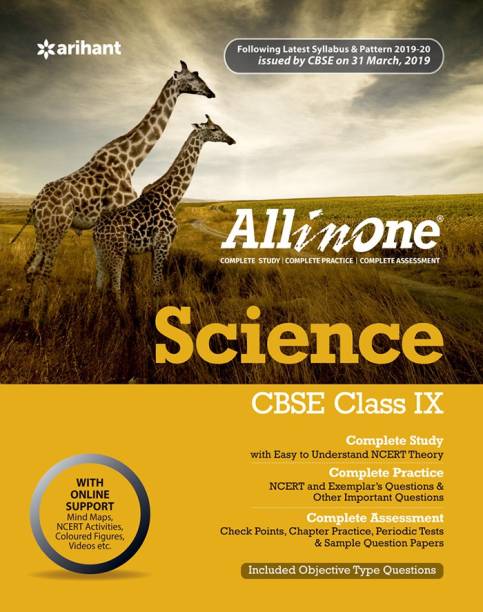 arihant
Following Latest Syllabus & Pattern 2019-20
issued by CBSE on 31 March, 2019
All in One®
COMPLETE STUDY | COMPLETE PRACTICE | COMPLETE ASSESSMENT
Science
CBSE Class IX
Complete Study
with Easy to Understand NCERT Theory
Complete Practice
NCERT and Exemplar's Questions &
Other Important Questions
Complete Assessment
Check Points, Chapter Practice, Periodic Tests
& Sample Question Papers
Included Objective Type Questions
WITH
ONLINE
SUPPORT
Mind Maps,
NCERT Activities,
Coloured Figures,
Videos etc.